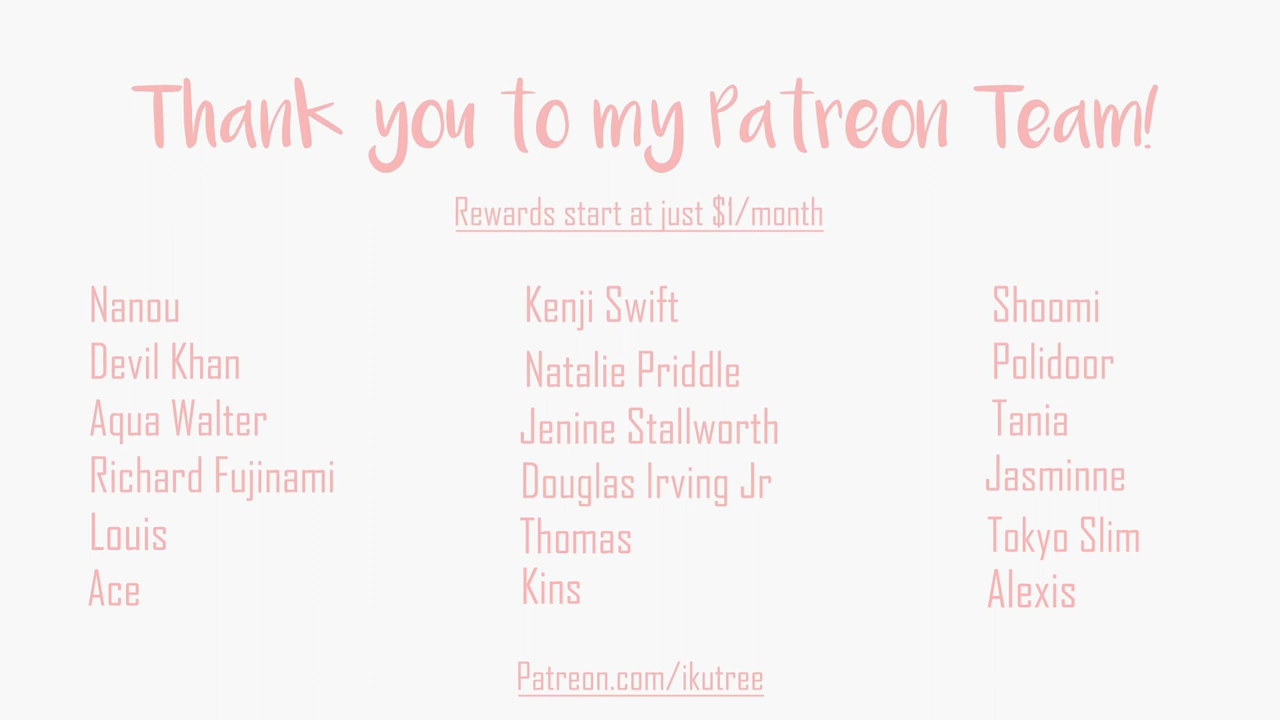 Thank you to my Patreon Team!
Rewards start at just $1/month
Nanou
Devil Khan
Aqua Walter
Richard Fujinami
Louis
Ace
Kenji Swift
Natalie Priddle
Jenine Stallworth
Douglas Irving Jr
Thomas
Kins
Shoomi
Polidoor
Tania
Jasminne
Tokyo Slim
Alexis
Patreon.com/ikutree